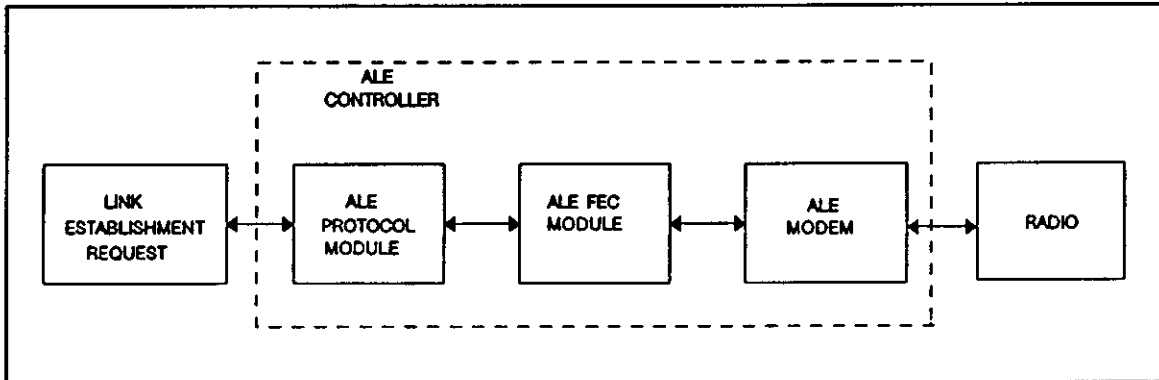 ALE
CONTROLLER
LINK
ESTABLISHMENT
REQUEST
ALE
PROTOCOL
MODULE
ALE FEC
MODULE
ALE
MODEM
RADIO